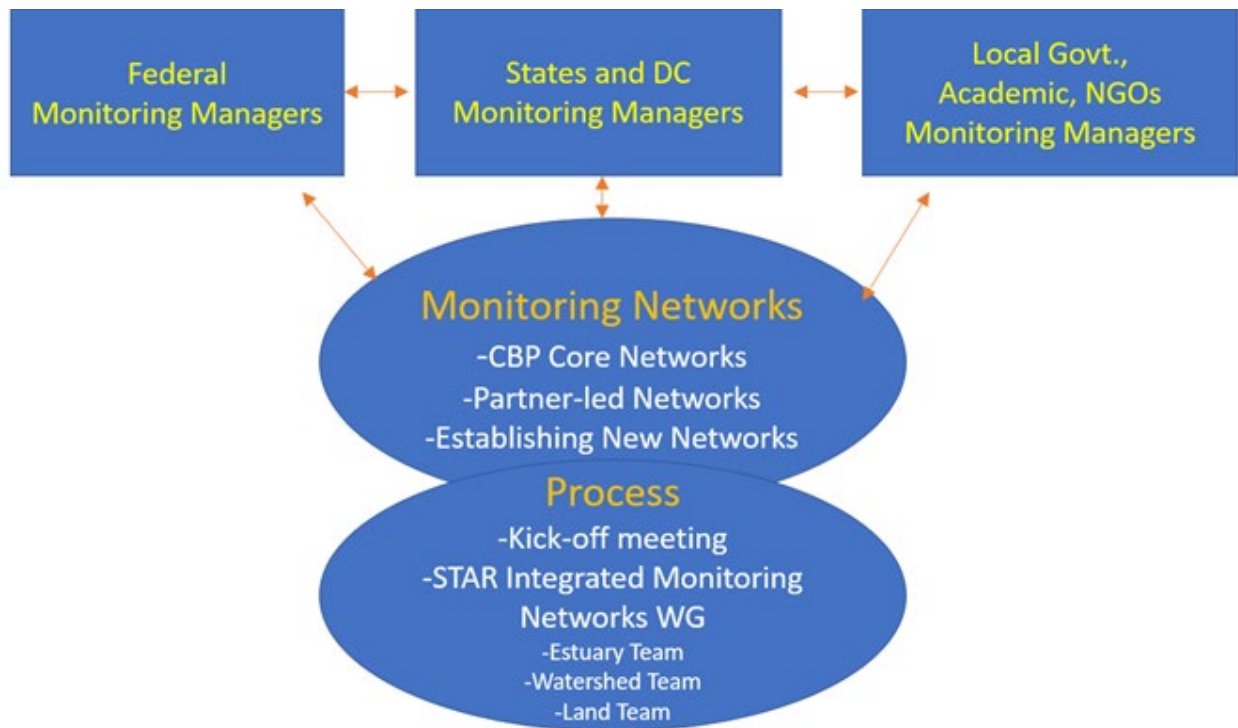 Federal
Monitoring Managers
States and DC
Monitoring Managers
Local Govt.,
Academic, NGOs
Monitoring Managers
Monitoring Networks
-CBP Core Networks
-Partner-led Networks
-Establishing New Networks
Process
-Kick-off meeting
-STAR Integrated Monitoring
Networks WG
-Estuary Team
-Watershed Team
-Land Team